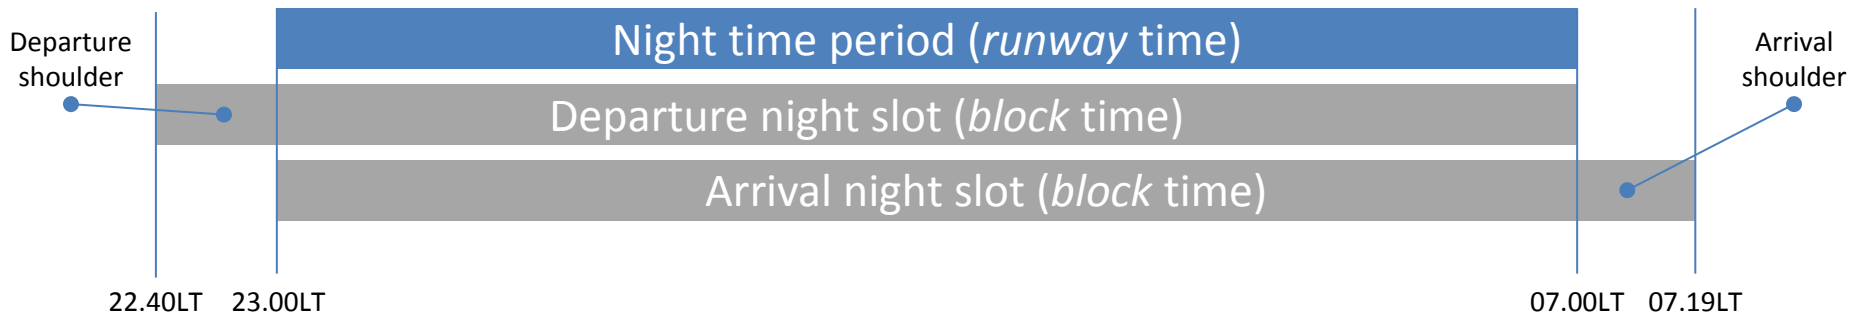 Night time period (runway time)
Departure
shoulder
Arrival
shoulder
Departure night slot (block time)
Arrival night slot (block time)
22.40LT
23.00LT
07.00LT
07.19LT